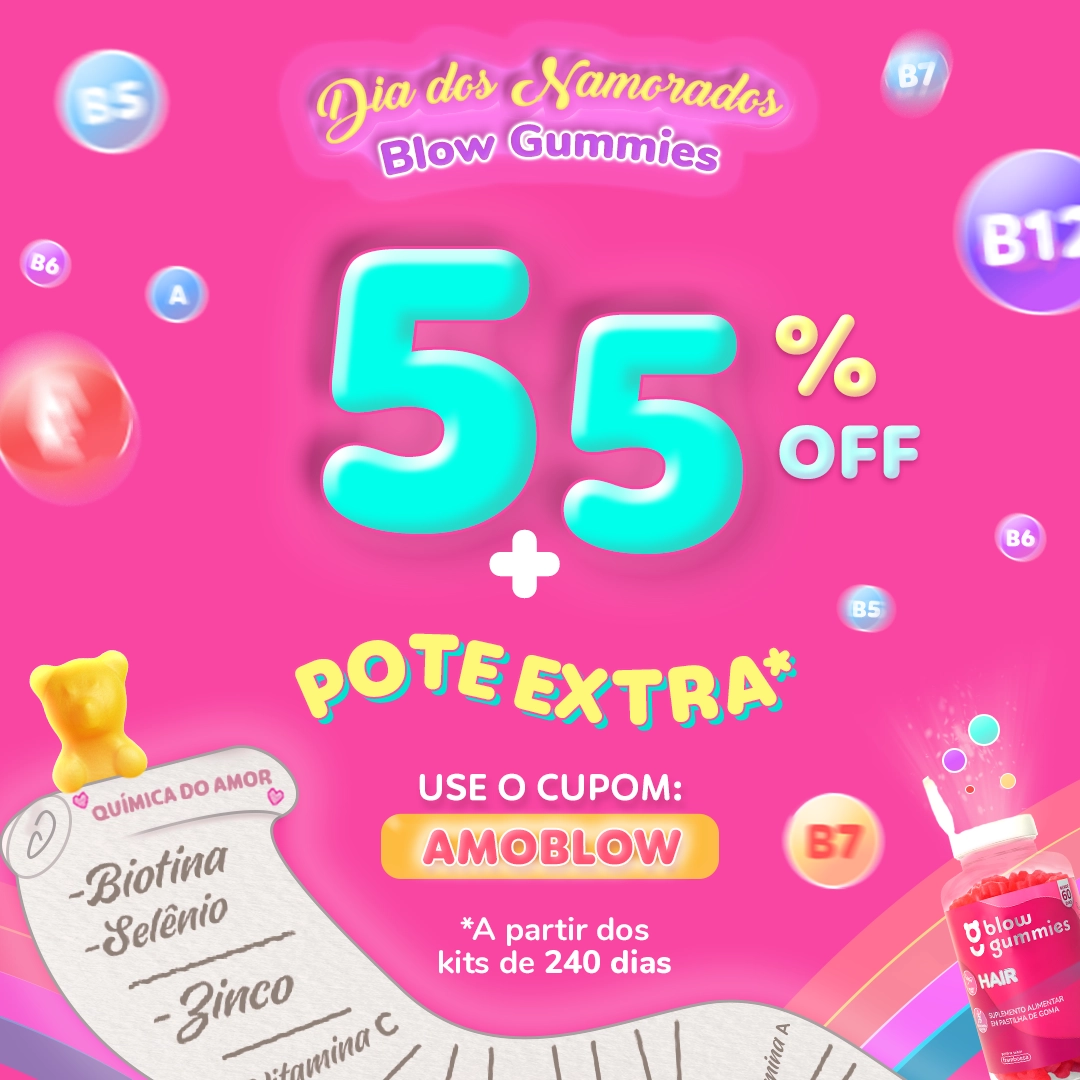 Dia dos Namorados
Blow Gummies
B5
B7
B12
B6
A
E
55
%
OFF
B6
B5
+
POTE EXTRA*
QUÍMICA DO AMOR
USE O CUPOM:
AMOBLOW
B7
-Biotina
-Selênio
-Zinco
vitamina C
*A partir dos
kits de 240 dias
blow
gummies
HAIR
SUPLEMENTO ALIMENTAR
EM PASTILHA DE GOMA
framboesa
60